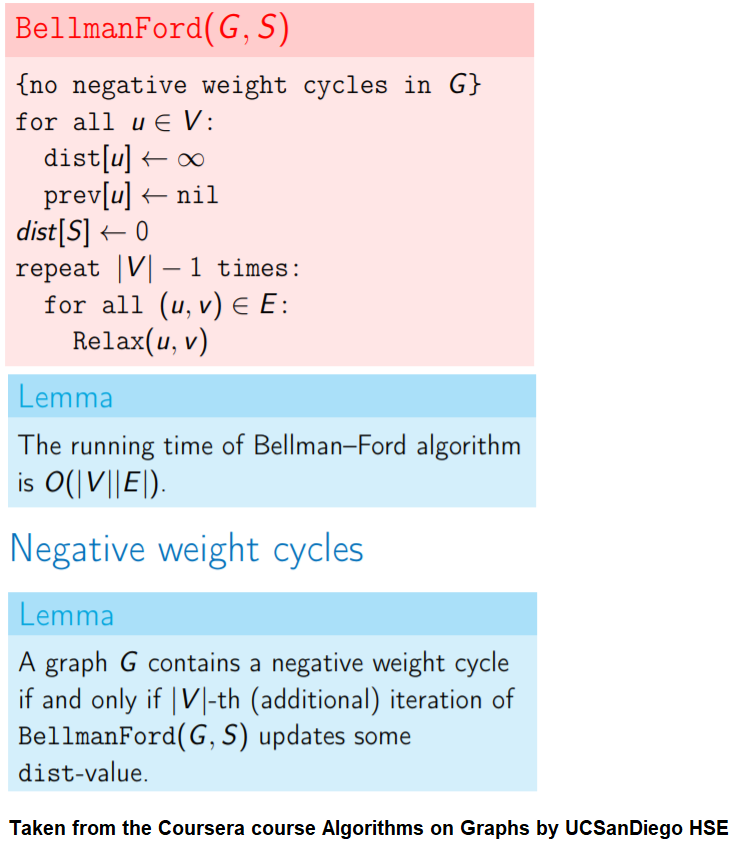 BellmanFord(G, S)
{no negative weight cycles in G}
for all u ∈ V:
dist[u] ← ∞
prev[u] ← nil
dist[S] ← 0
repeat |V| − 1 times:
for all (u, v) ∈ E:
Relax(u, v)
Lemma
The running time of Bellman–Ford algorithm
is O(|V||E|).
Negative weight cycles
Lemma
A graph G contains a negative weight cycle
if and only if |V|-th (additional) iteration of
BellmanFord(G, S) updates some
dist-value.
Taken from the Coursera course Algorithms on Graphs by UCSanDiego HSE